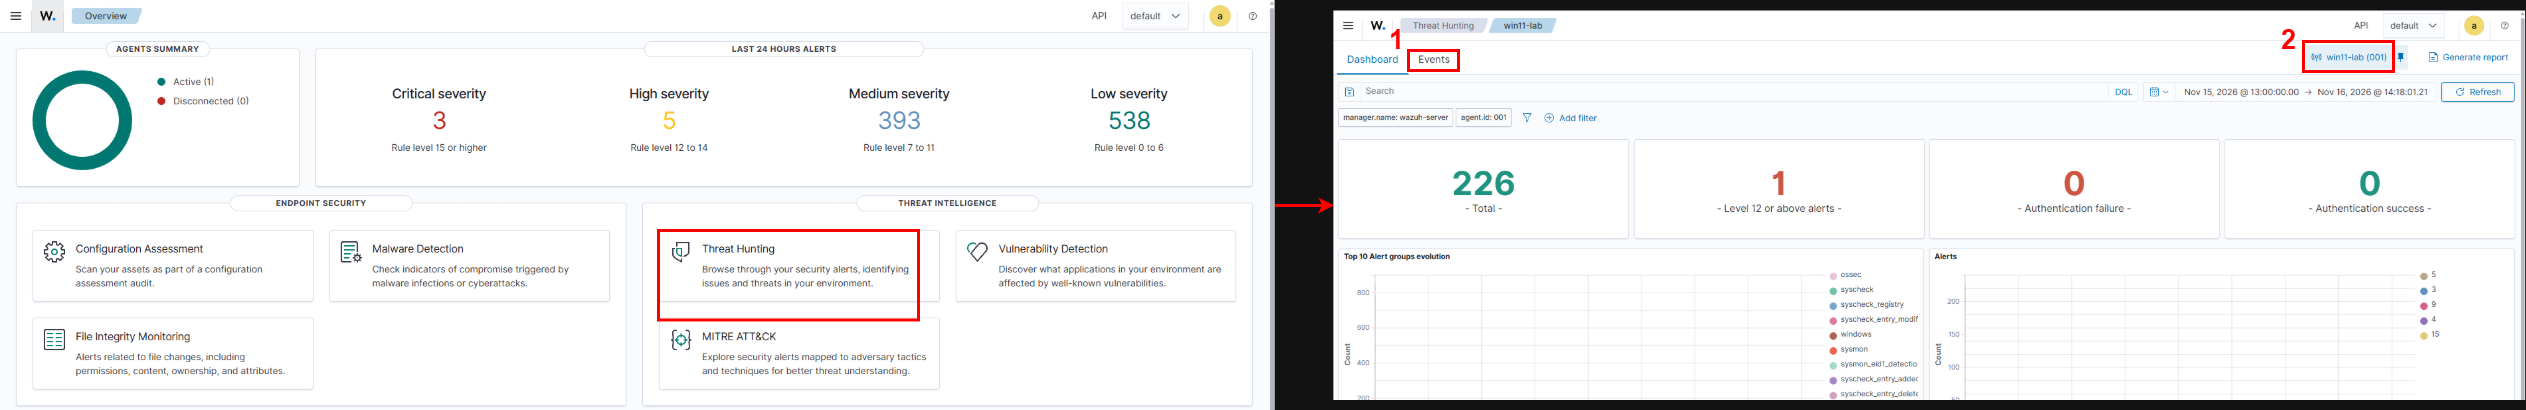 W. Overview API default a
AGENTS SUMMARY
Active (1)
Disconnected (0)
LAST 24 HOURS ALERTS
Critical severity
3
Rule level 15 or higher
High severity
5
Rule level 12 to 14
Medium severity
393
Rule level 7 to 11
Low severity
538
Rule level 0 to 6
ENDPOINT SECURITY
Configuration Assessment
Scan your assets as part of a configuration
assessment audit.
Malware Detection
Check indicators of compromise triggered by
malware infections or cyberattacks.
File Integrity Monitoring
Alerts related to file changes, including
permissions, content, ownership, and attributes.
THREAT INTELLIGENCE
Threat Hunting
Browse through your security alerts, identifying
issues and threats in your environment.
Vulnerability Detection
Discover what applications in your environment are
affected by well-known vulnerabilities.
MITRE ATT&CK
Explore security alerts mapped to adversary tactics
and techniques for better threat understanding.
W. Threat Hunting win11-lab API default a
1
2
Dashboard Events win11-lab (001) Generate report
Search DQL Nov 15, 2026 @ 13:00:00.00 → Nov 16, 2026 @ 14:18:01.21 Refresh
manager.name: wazuh-server agent.id: 001 Add filter
226
- Total -
1
- Level 12 or above alerts -
0
- Authentication failure -
0
- Authentication success -
Top 10 Alert groups evolution
Count
800
600
400
200
ossec
syscheck
syscheck_registry
syscheck_entry_modif
windows
sysmon
sysmon_eid1_detectio
syscheck_entry_added
syscheck_entry_delete
Alerts
Count
200
150
100
50
5
3
9
4
15